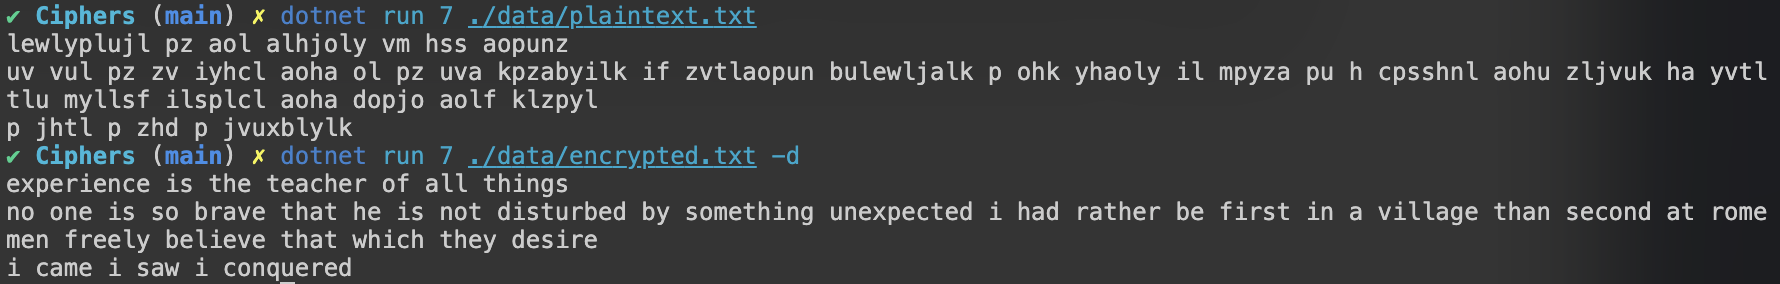 ✔ Ciphers (main) ✗ dotnet run 7 ./data/plaintext.txt
lewlyplujl pz aol alhjoly vm hss aopunz
uv vul pz zv iyhcl aoha ol pz uva kpzabyilk if zvtlaopun bulewljalk p ohk yhaoly il mpyza pu h cpsshnl aohu zljvuk ha yvtl
tlu myllsf ilsplcl aoha dopjo aolf klzpyl
p jhtl p zhd p jvuxblylk
✔ Ciphers (main) ✗ dotnet run 7 ./data/encrypted.txt -d
experience is the teacher of all things
no one is so brave that he is not disturbed by something unexpected i had rather be first in a village than second at rome
men freely believe that which they desire
i came i saw i conquered